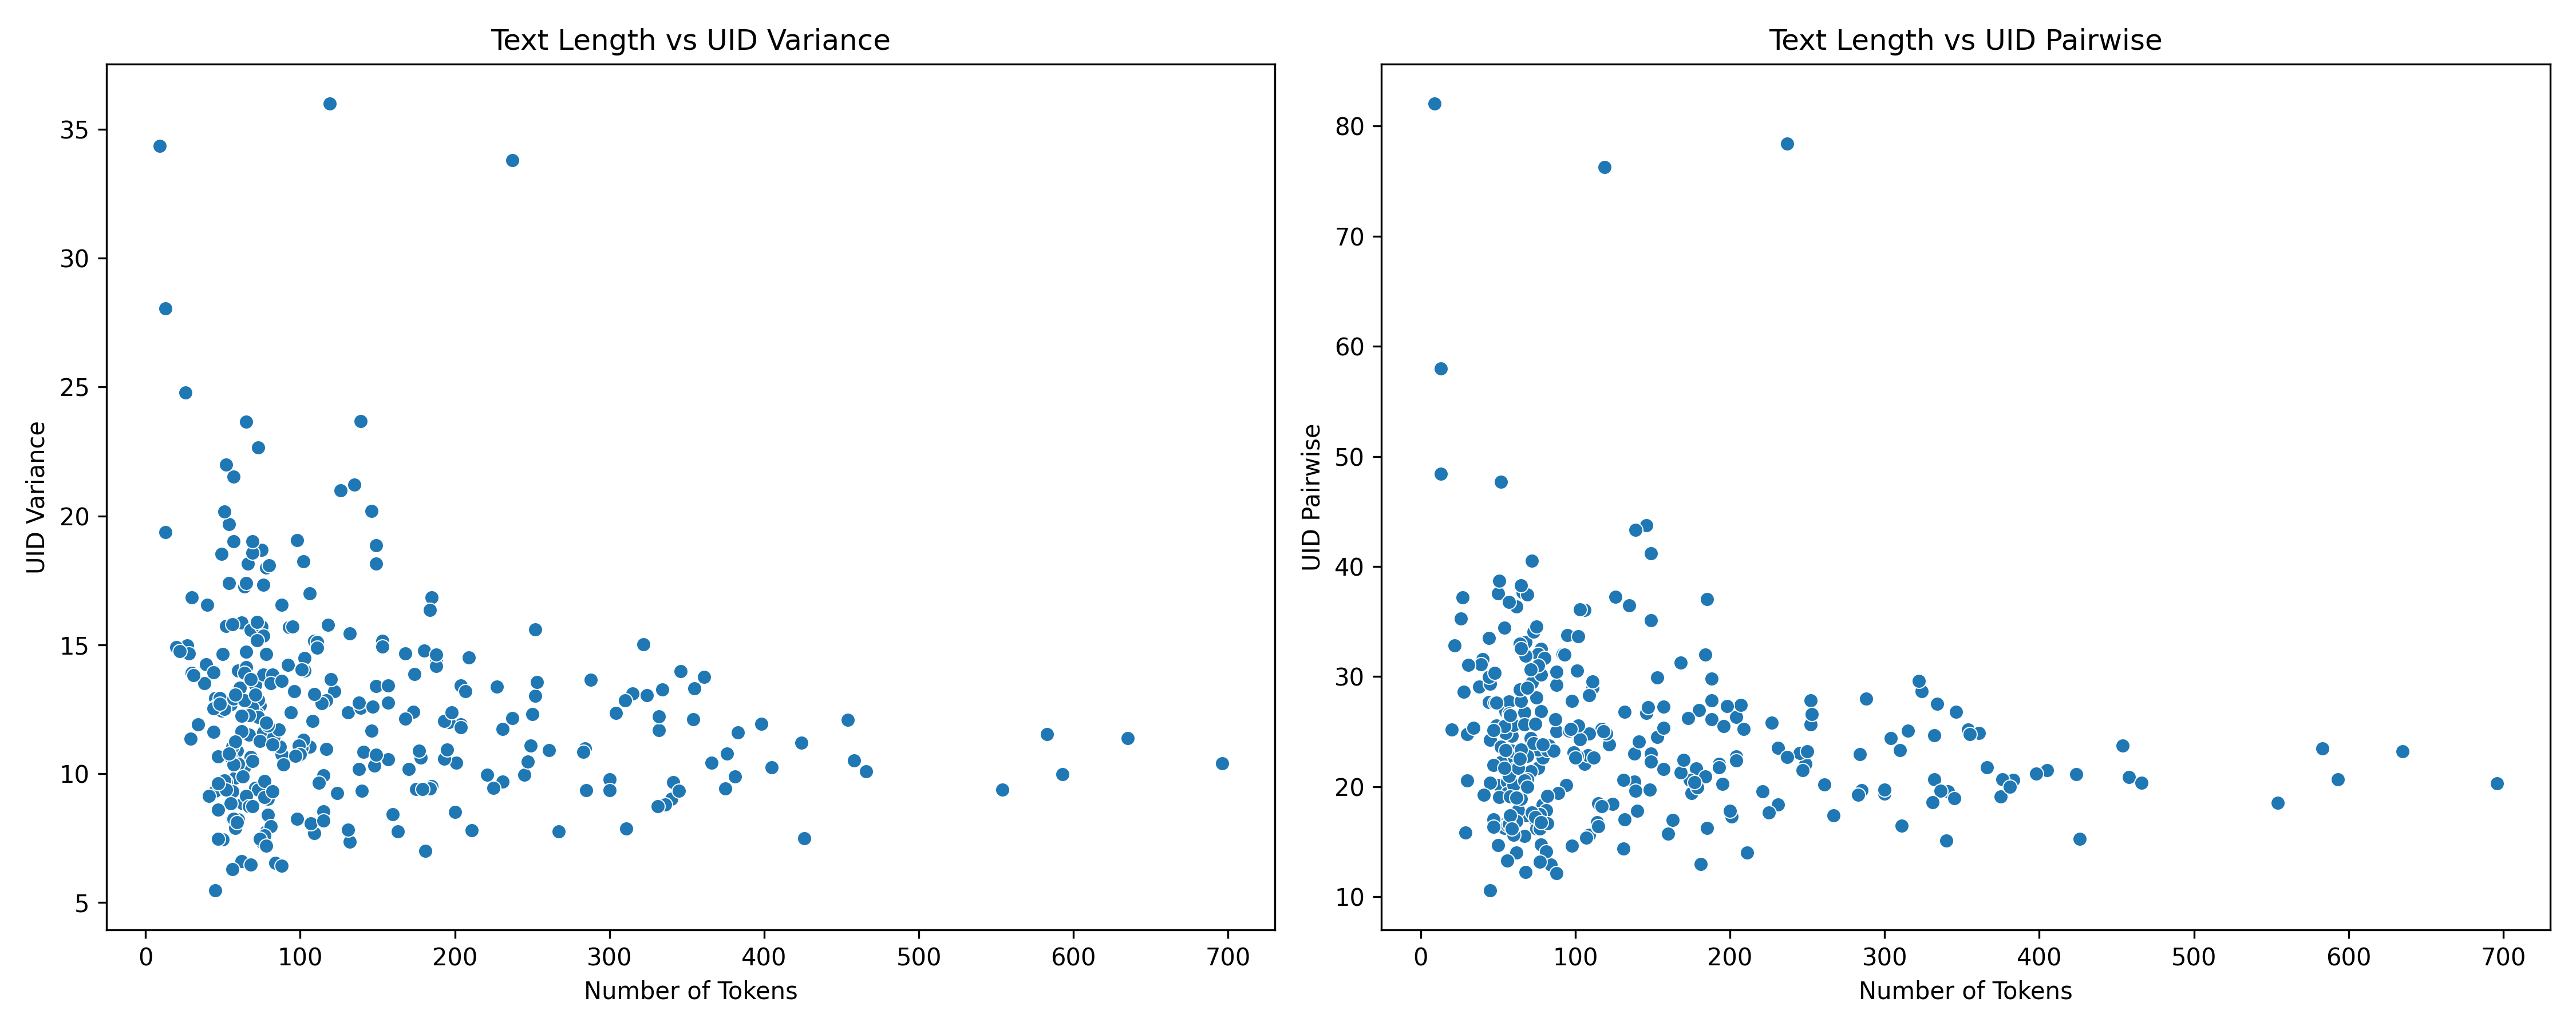 Text Length vs UID Variance
35
30
25
20
15
10
5
UID Variance
0 100 200 300 400 500 600 700
Number of Tokens
Text Length vs UID Pairwise
80
70
60
50
40
30
20
10
UID Pairwise
0 100 200 300 400 500 600 700
Number of Tokens